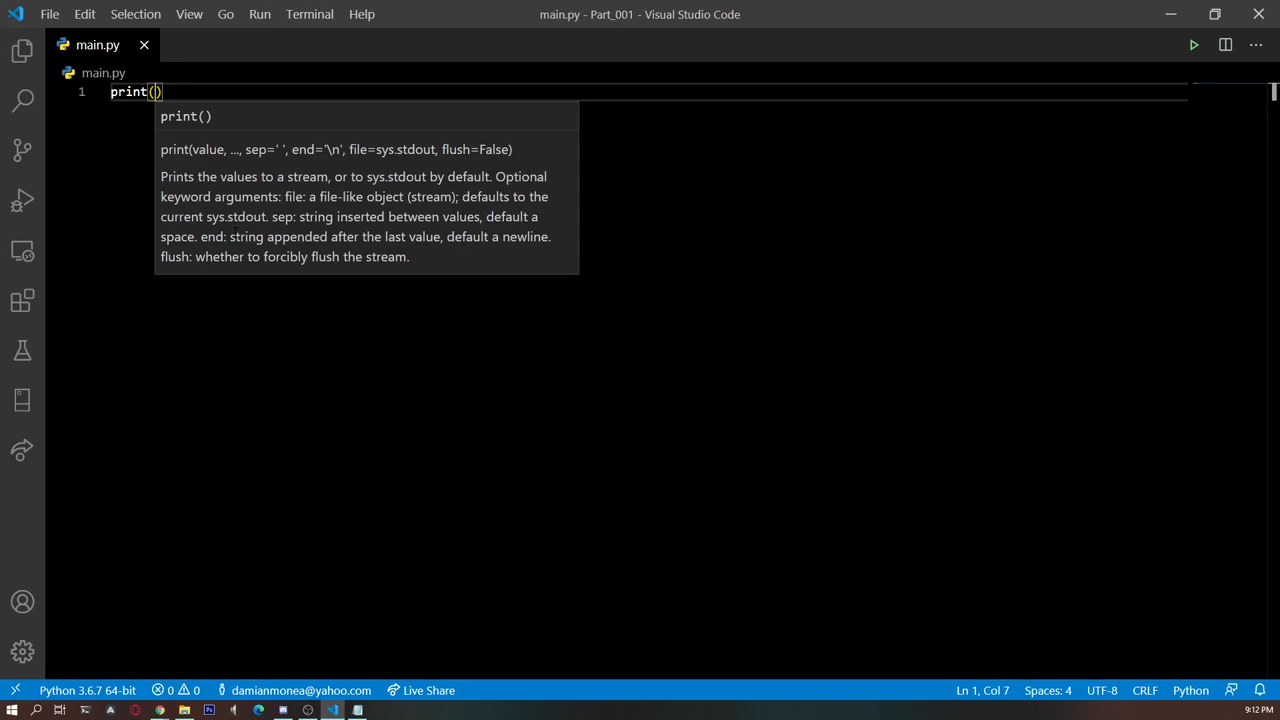 File Edit Selection View Go Run Terminal Help main.py - Part_001 - Visual Studio Code
main.py
main.py
1 print()
print()
print(value, ..., sep=' ', end='\n', file=sys.stdout, flush=False)
Prints the values to a stream, or to sys.stdout by default. Optional
keyword arguments: file: a file-like object (stream); defaults to the
current sys.stdout. sep: string inserted between values, default a
space. end: string appended after the last value, default a newline.
flush: whether to forcibly flush the stream.
Python 3.6.7 64-bit 0 0 damianmonea@yahoo.com Live Share Ln 1, Col 7 Spaces: 4 UTF-8 CRLF Python
9:12 PM